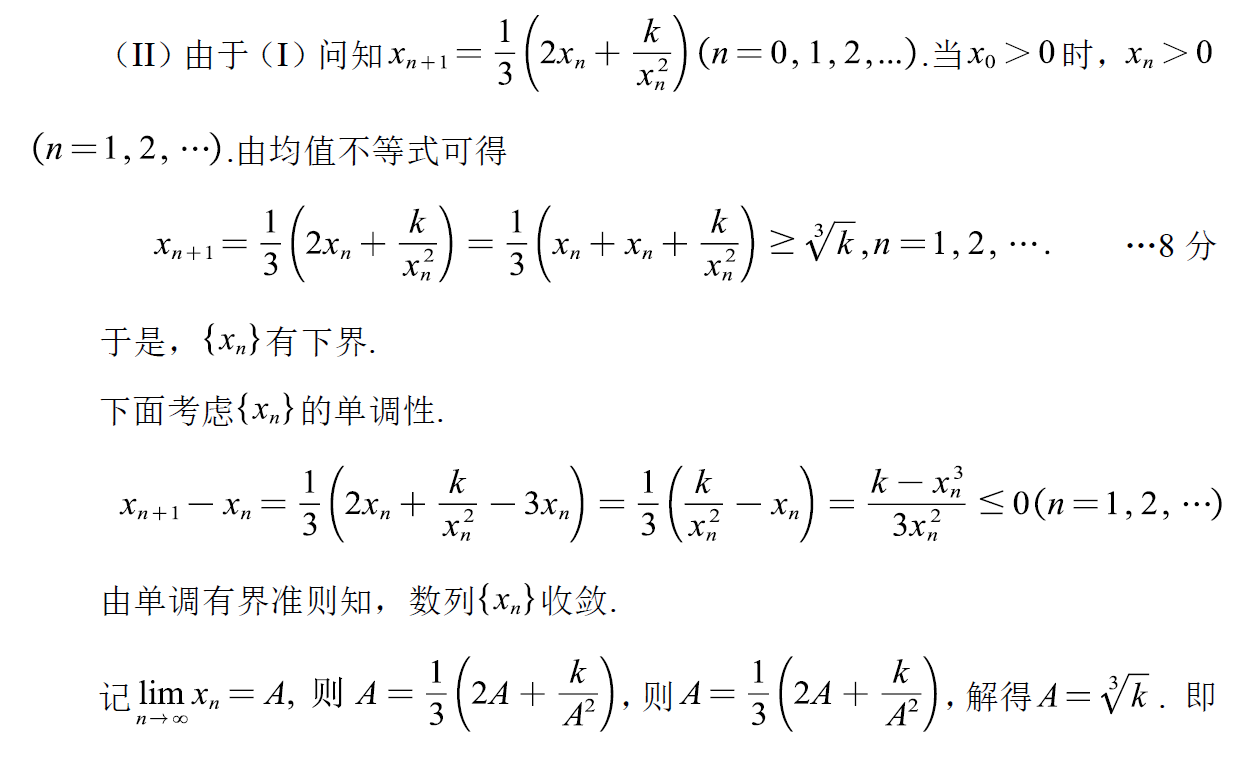 （II）由于（I）问知 $x_{n+1}=\frac{1}{3}\left(2x_n+\frac{k}{x_n^2}\right)(n=0,1,2,...)$.当$x_0>0$时，$x_n>0$
$(n=1,2,\cdots)$.由均值不等式可得
$x_{n+1}=\frac{1}{3}\left(2x_n+\frac{k}{x_n^2}\right)=\frac{1}{3}\left(x_n+x_n+\frac{k}{x_n^2}\right)\geq\sqrt[3]{k},n=1,2,\cdots.$ …8 分
于是，$\{x_n\}$有下界.
下面考虑$\{x_n\}$的单调性.
$x_{n+1}-x_n=\frac{1}{3}\left(2x_n+\frac{k}{x_n^2}-3x_n\right)=\frac{1}{3}\left(\frac{k}{x_n^2}-x_n\right)=\frac{k-x_n^3}{3x_n^2}\leq 0(n=1,2,\cdots)$
由单调有界准则知，数列$\{x_n\}$收敛.
记$\lim\limits_{n\to\infty}x_n=A$, 则 $A=\frac{1}{3}\left(2A+\frac{k}{A^2}\right)$, 则$A=\frac{1}{3}\left(2A+\frac{k}{A^2}\right)$, 解得$A=\sqrt[3]{k}$. 即